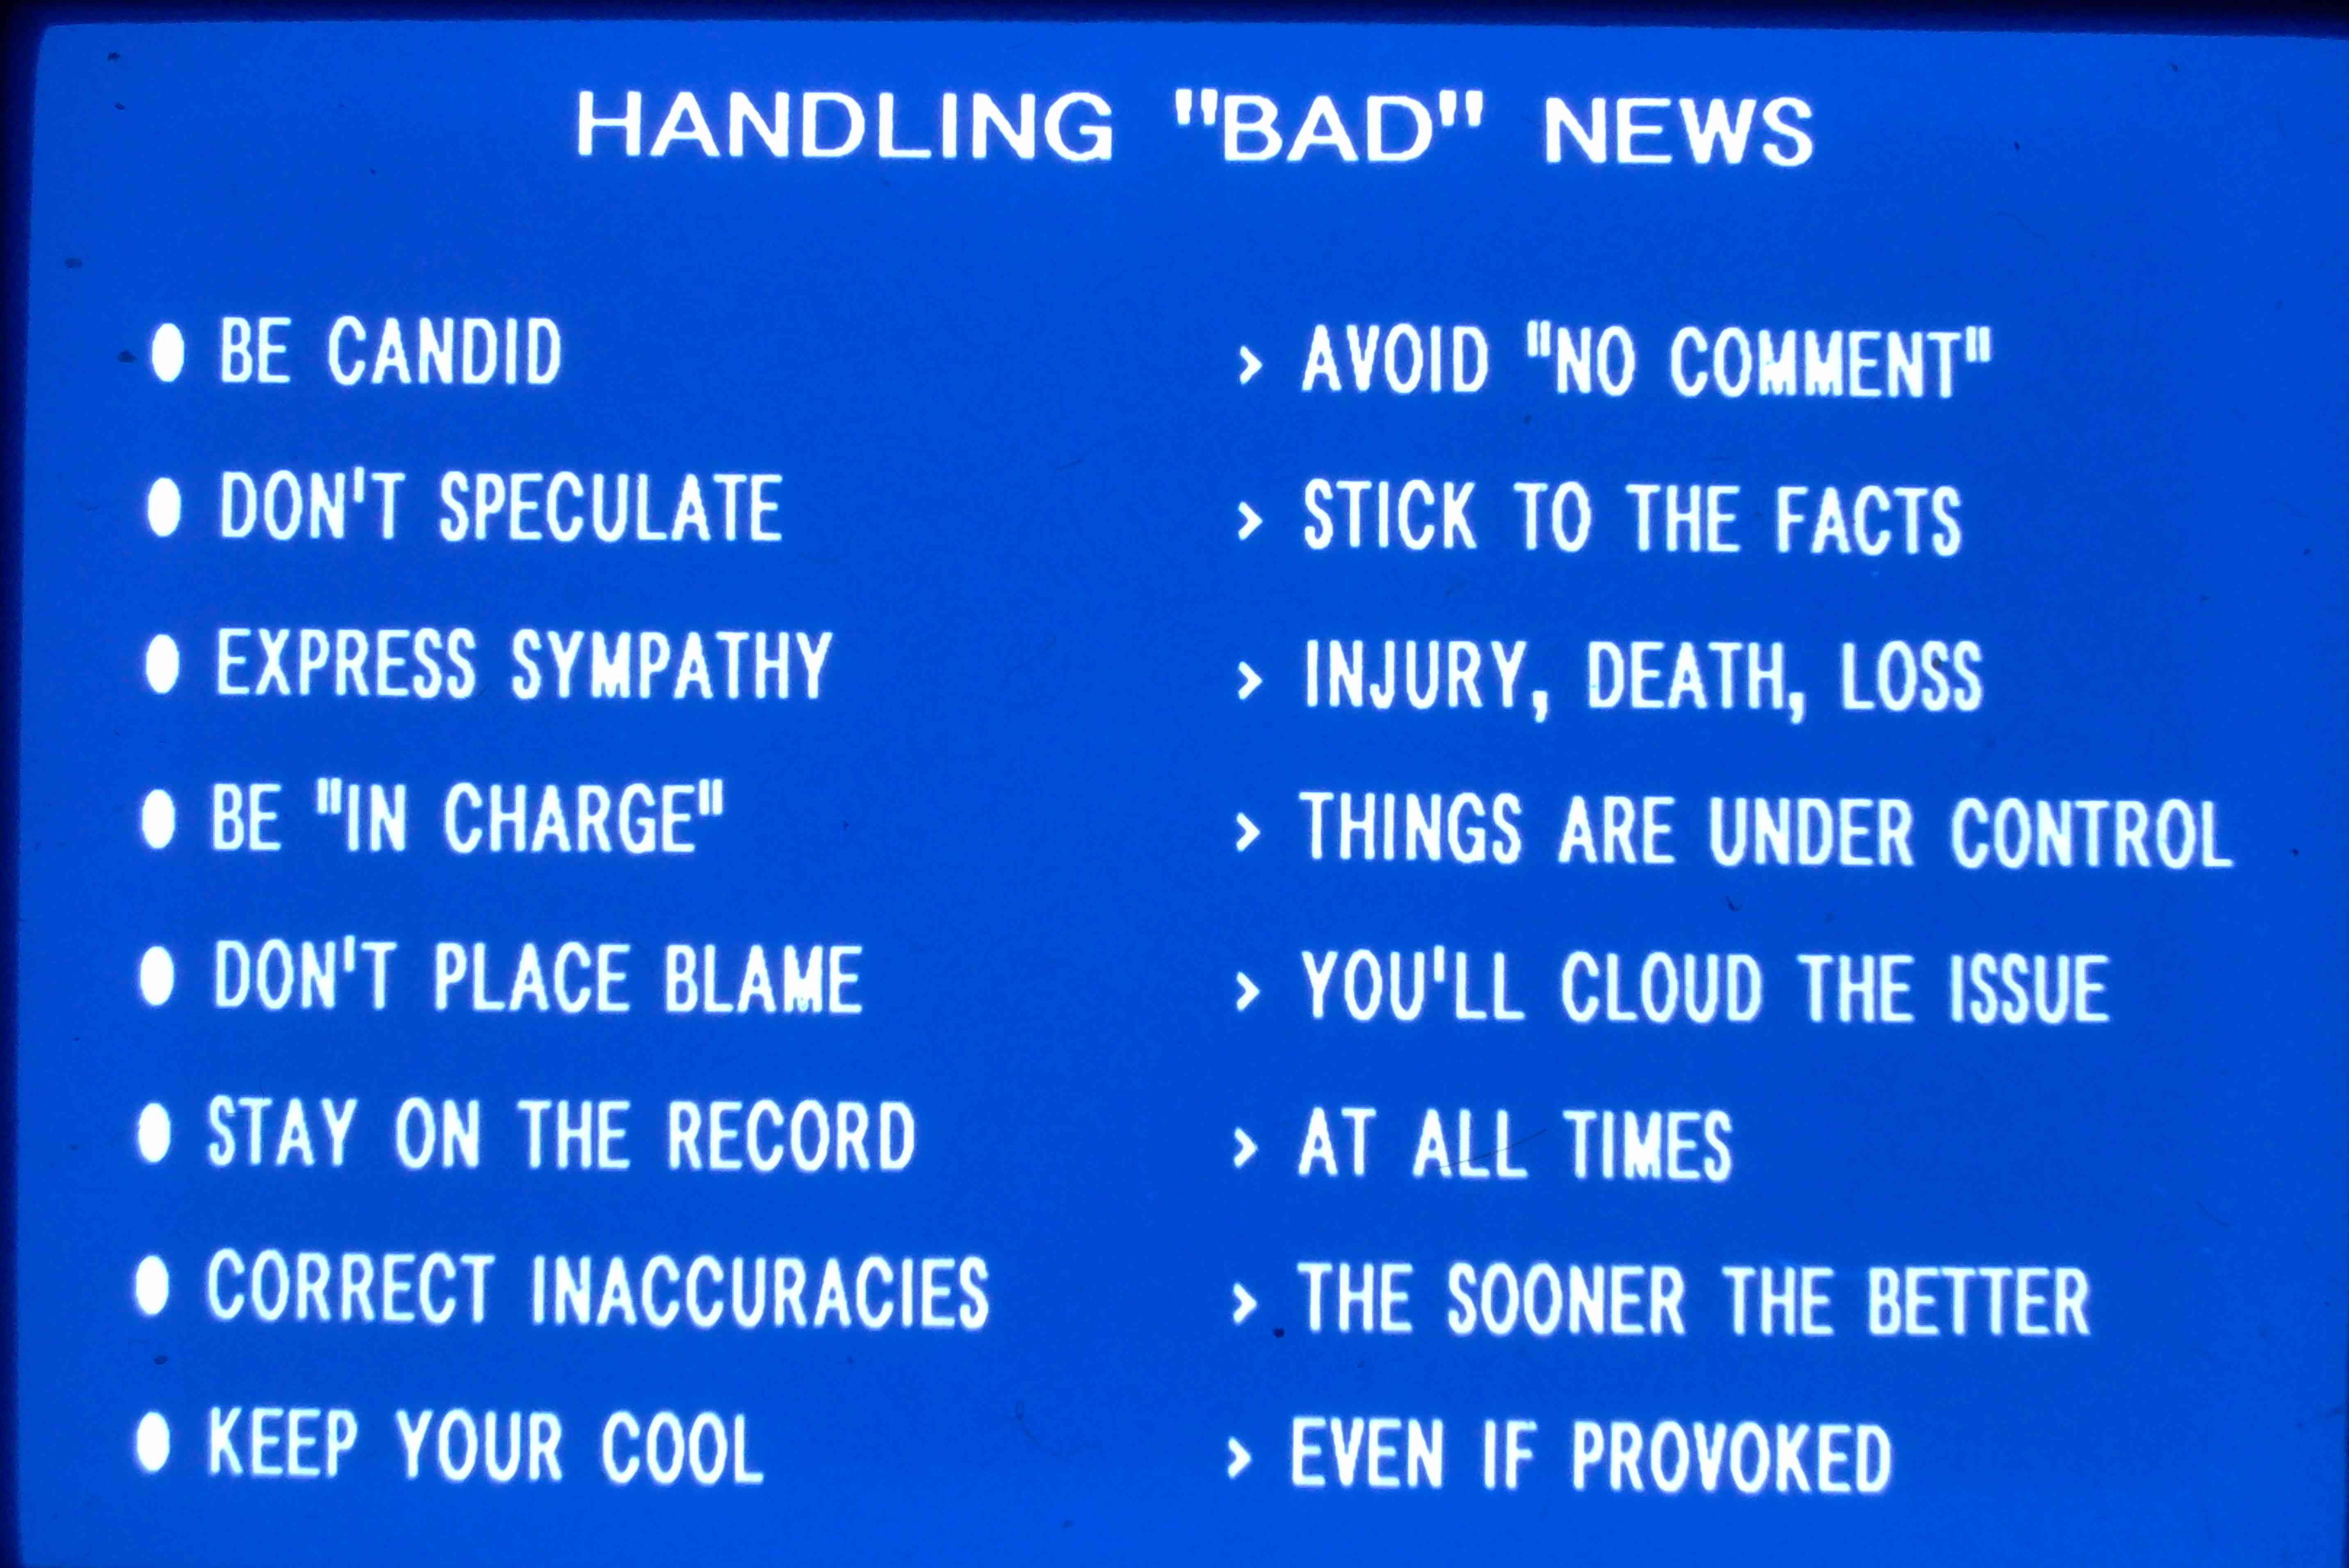 HANDLING "BAD" NEWS
● BE CANDID > AVOID "NO COMMENT"
● DON'T SPECULATE > STICK TO THE FACTS
● EXPRESS SYMPATHY > INJURY, DEATH, LOSS
● BE "IN CHARGE" > THINGS ARE UNDER CONTROL
● DON'T PLACE BLAME > YOU'LL CLOUD THE ISSUE
● STAY ON THE RECORD > AT ALL TIMES
● CORRECT INACCURACIES > THE SOONER THE BETTER
● KEEP YOUR COOL > EVEN IF PROVOKED